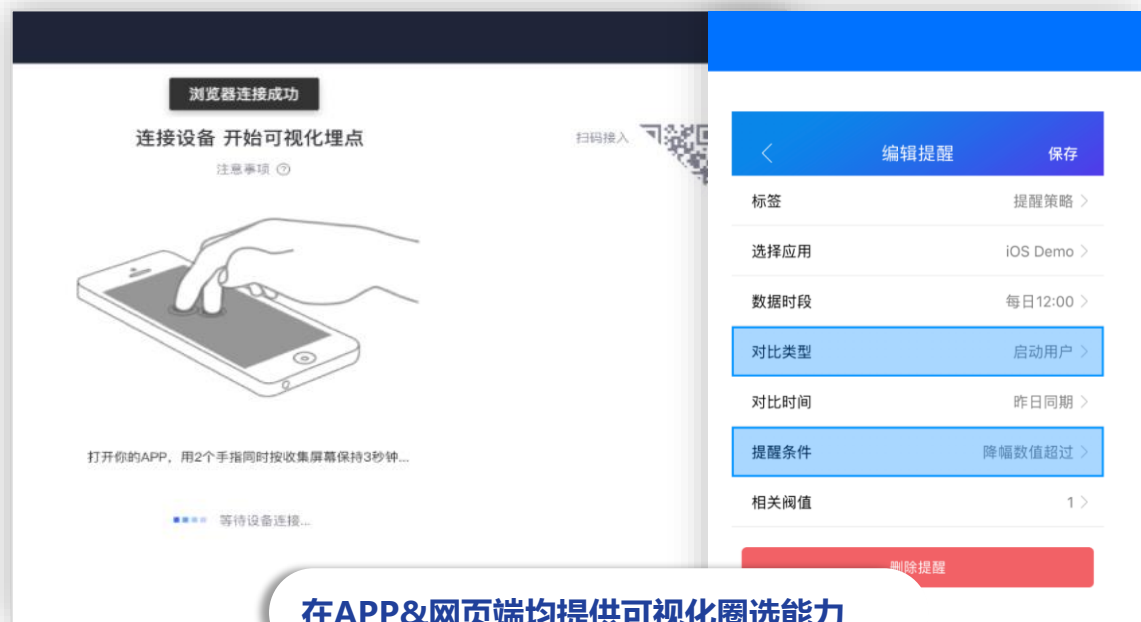 浏览器连接成功
连接设备 开始可视化埋点
注意事项 ?
扫码接入
打开你的APP，用2个手指同时按收集屏幕保持3秒钟...
等待设备连接...
编辑提醒 保存
标签 提醒策略
选择应用 iOS Demo
数据时段 每日12:00
对比类型 启动用户
对比时间 昨日同期
提醒条件 降幅数值超过
相关阀值 1
删除提醒
在APP&网页端均提供可视化圈选能力